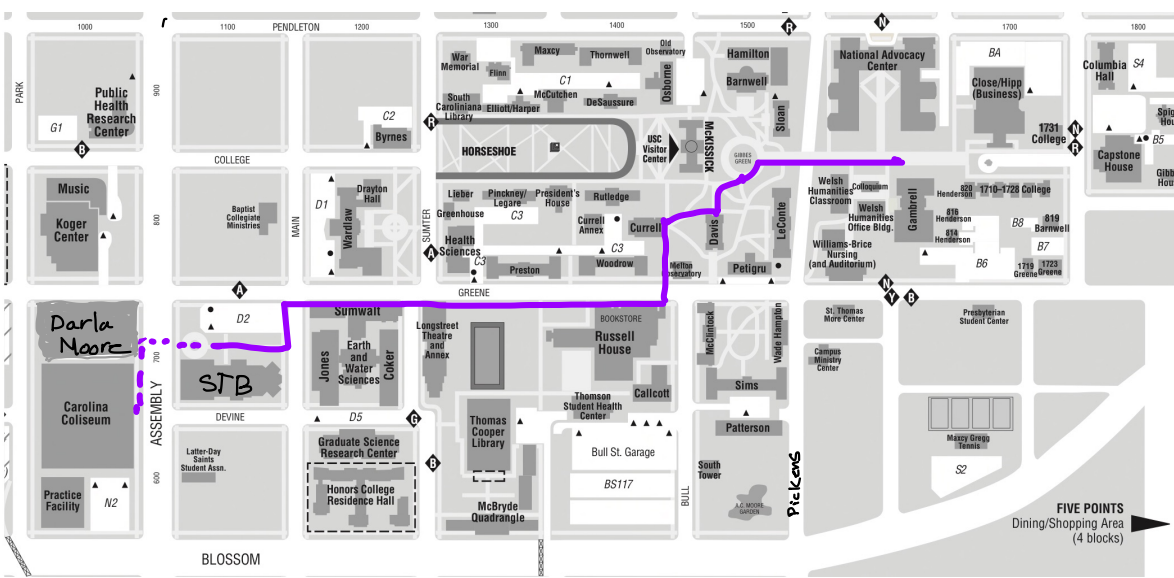 1000
r
PENDLETON
1100
1200
1300
1400
1500
1700
1800
R
N
PARK
900
Public
Health
Research
Center
G1
B
C2
Byrnes
War
Memorial
Flinn
Maxcy
Thornwell
Old
Observatory
C1
McCutchen
South
Caroliniana
Library
Elliott/Harper
DeSaussure
Osborne
Hamilton
Barnwell
Sloan
National Advocacy
Center
BA
Close/Hipp
(Business)
1731
College
N
R
Columbia
Hall
S4
Spig
Hou
B5
Capstone
House
Gibb
Hou
R
HORSESHOE
USC
Visitor
Center
McKISSICK
GIBBES
GREEN
COLLEGE
Music
Koger
Center
800
Baptist
Collegiate
Ministries
MAIN
D1
Wardlaw
Drayton
Hall
SUMTER
A
Lieber
Greenhouse
Health
Sciences
C3
Pinckney/
Legare
C3
President's
House
Rutledge
Currell
Annex
Currell
C3
Preston
Woodrow
Melton
Observatory
Davis
LeConte
Petigru
Welsh
Humanities
Classroom
Colloquium
Welsh
Humanities
Office Bldg.
Williams-Brice
Nursing
(and Auditorium)
Gambrell
820
Henderson
1710–1728 College
816
Henderson
814
Henderson
B8
819
Barnwell
B7
B6
1719
Greene
1723
Greene
A
GREENE
N
Y
B
Darla
Moore
D2
700
STB
Carolina
Coliseum
ASSEMBLY
DEVINE
Sumwalt
Jones
Earth
and
Water
Sciences
Coker
D5
G
Longstreet
Theatre
and
Annex
BOOKSTORE
Russell
House
McClintock
Wade Hampton
St. Thomas
More Center
Presbyterian
Student Center
Campus
Ministry
Center
Callcott
Sims
Thomson
Student Health
Center
Patterson
Thomas
Cooper
Library
Graduate Science
Research Center
B
Latter-Day
Saints
Student Assn.
600
Honors College
Residence Hall
Bull St. Garage
BS117
South
Tower
BULL
Pickens
A.C. MOORE
GARDEN
Maxcy Gregg
Tennis
S2
Practice
Facility
N2
McBryde
Quadrangle
FIVE POINTS
Dining/Shopping Area
(4 blocks)
BLOSSOM